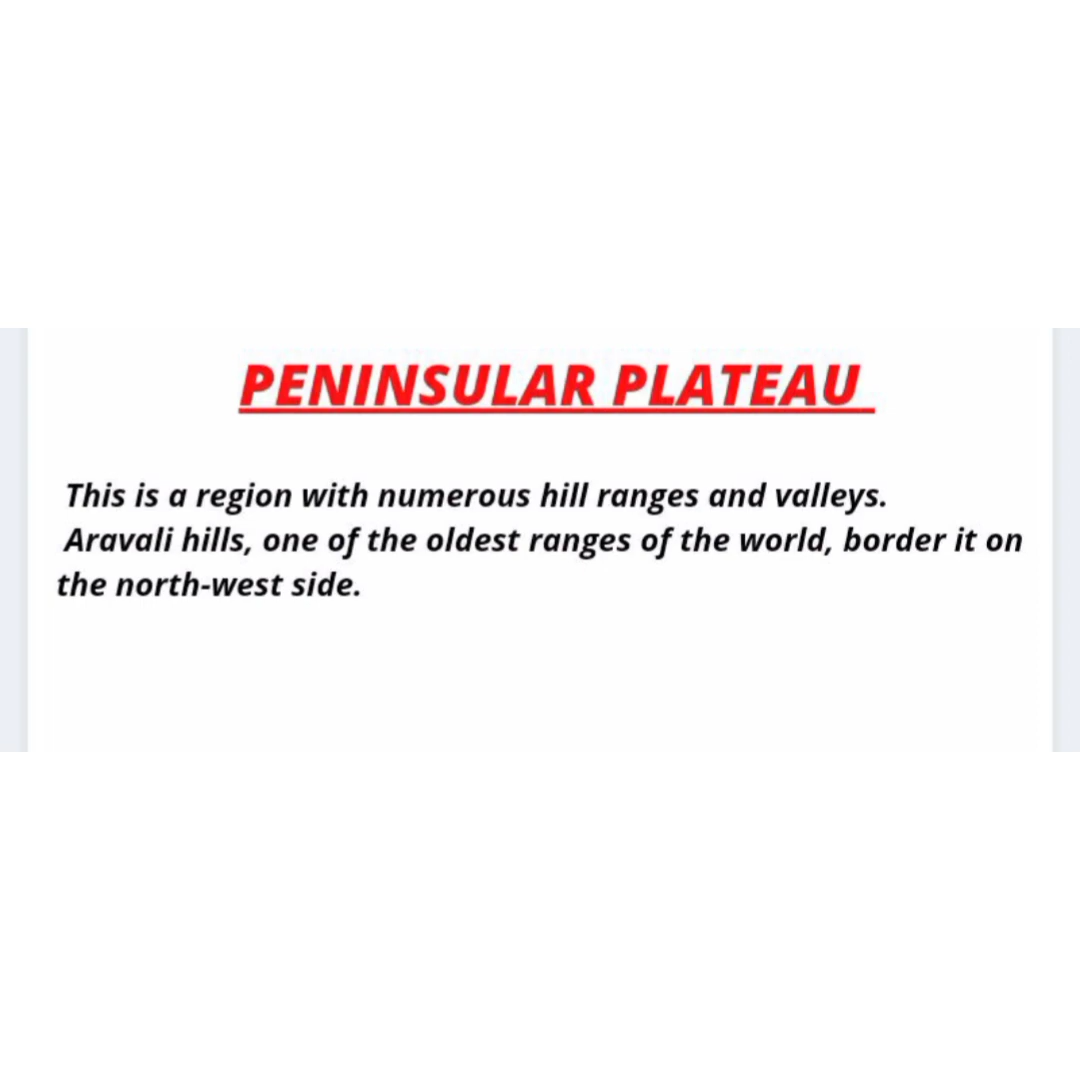 PENINSULAR PLATEAU
This is a region with numerous hill ranges and valleys.
Aravali hills, one of the oldest ranges of the world, border it on
the north-west side.